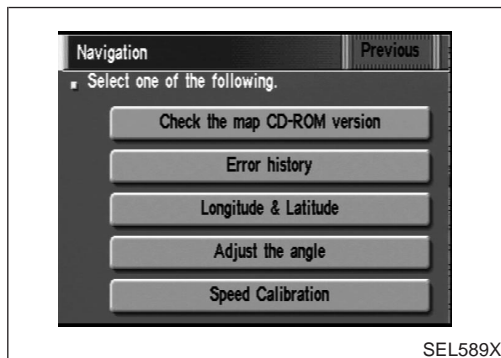 Navigation
Previous
Select one of the following.
Check the map CD-ROM version
Error history
Longitude & Latitude
Adjust the angle
Speed Calibration
SEL589X